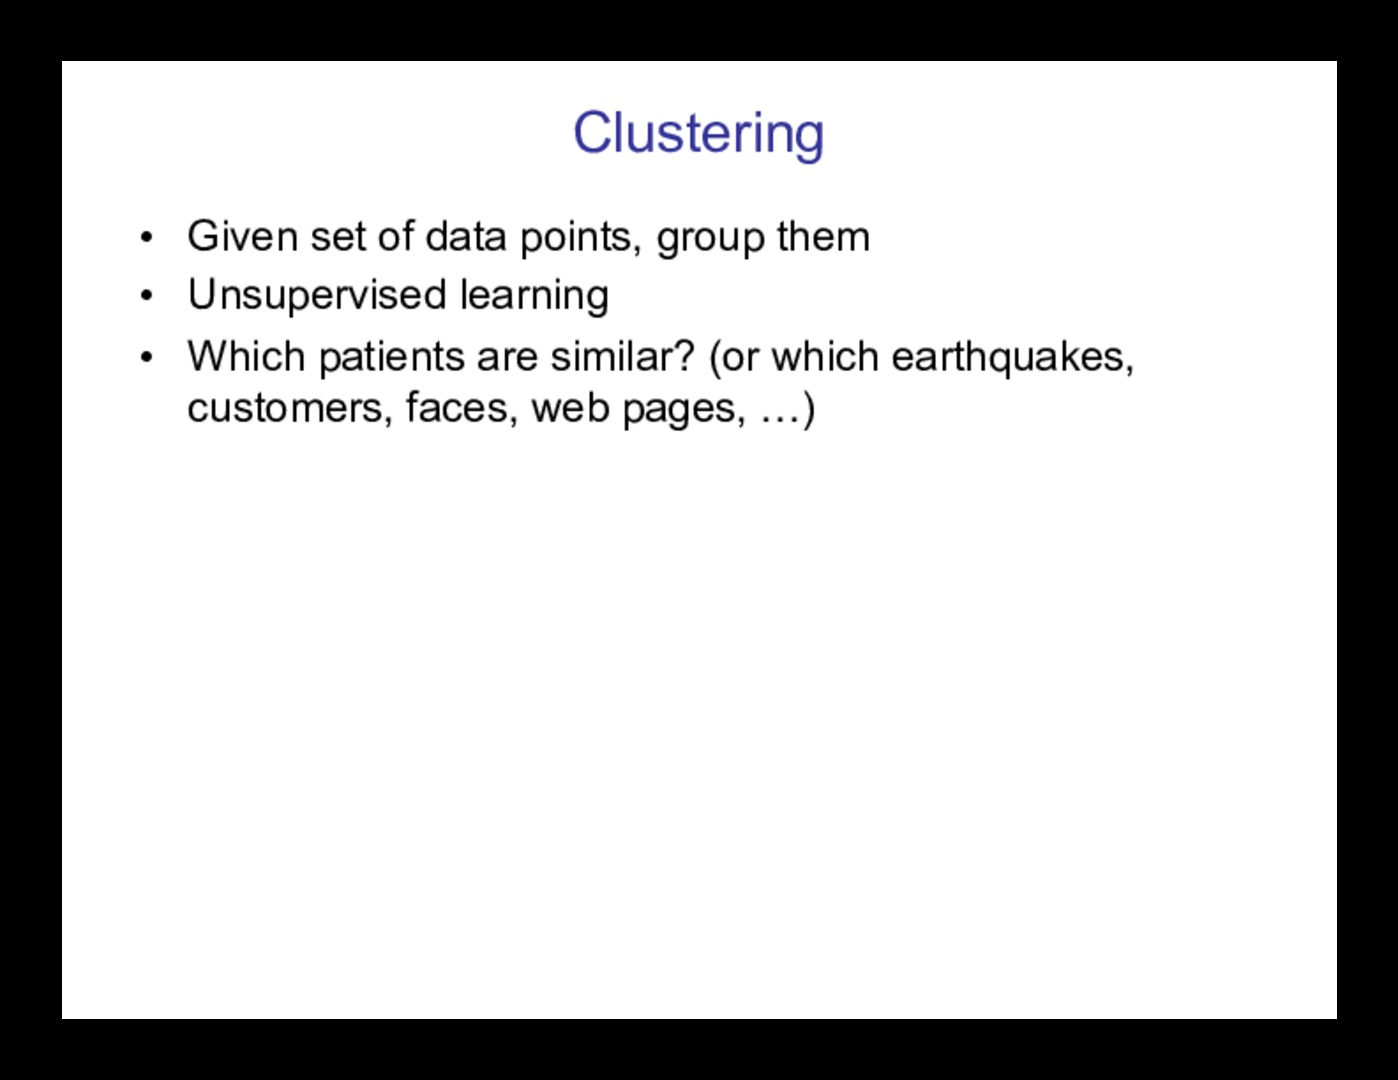 Clustering
• Given set of data points, group them
• Unsupervised learning
• Which patients are similar? (or which earthquakes,
customers, faces, web pages, …)